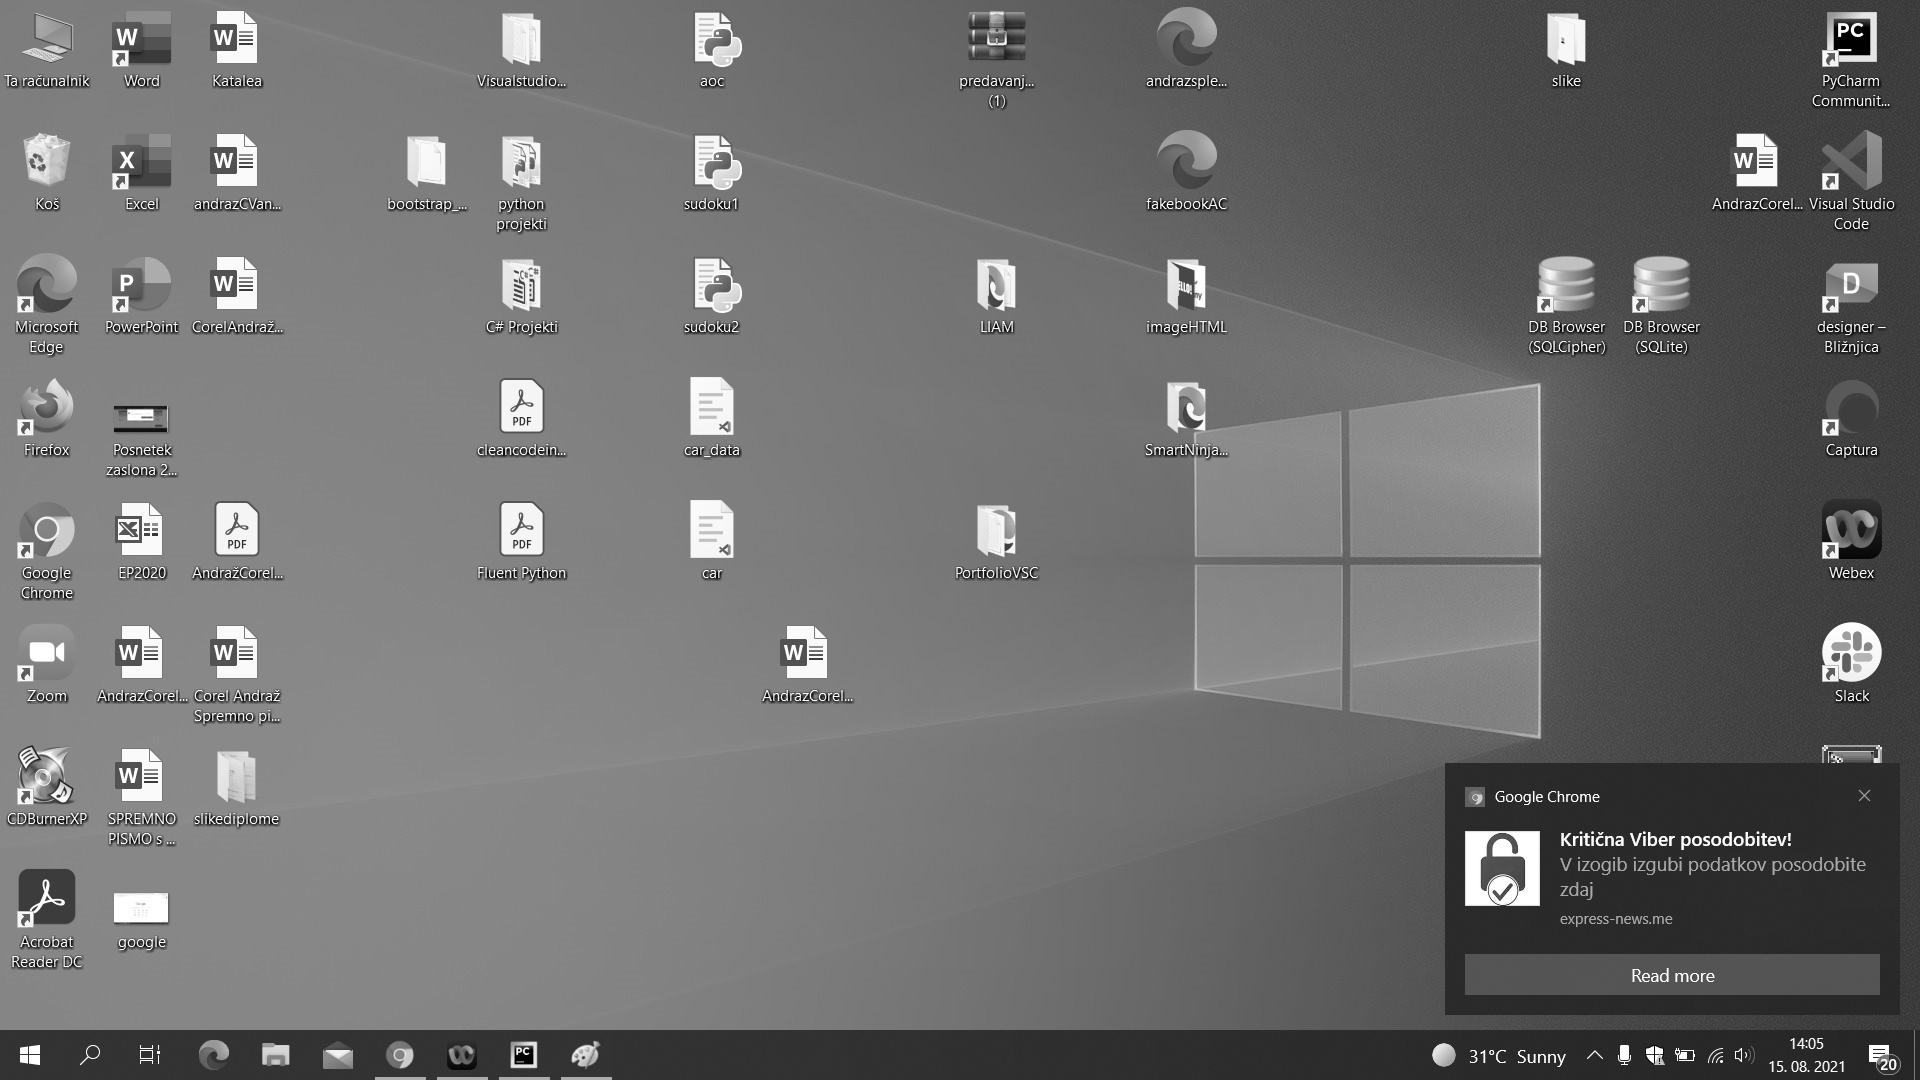 Ta računalnik
Word
Katalea
Visualstudio...
aoc
predavanj...
(1)
andrazsple...
slike
PC
PyCharm
Communit...
Koš
Excel
andrazCVan...
bootstrap_...
python
projekti
sudoku1
fakebookAC
AndrazCorel...
Visual Studio
Code
Microsoft
Edge
PowerPoint
CorelAndraž...
C# Projekti
sudoku2
LIAM
imageHTML
DB Browser
(SQLCipher)
DB Browser
(SQLite)
designer –
Bližnjica
Firefox
Posnetek
zaslona 2...
PDF
cleancodein...
car_data
SmartNinja...
Captura
Google
Chrome
EP2020
PDF
AndražCorel...
PDF
Fluent Python
car
PortfolioVSC
Webex
Zoom
AndrazCorel...
Corel Andraž
Spremno pi...
AndrazCorel...
Slack
CDBurnerXP
SPREMNO
PISMO s ...
slikediplome
Acrobat
Reader DC
google
Google Chrome
Kritična Viber posodobitev!
V izogib izgubi podatkov posodobite
zdaj
express-news.me
Read more
31°C Sunny
14:05
15. 08. 2021
20